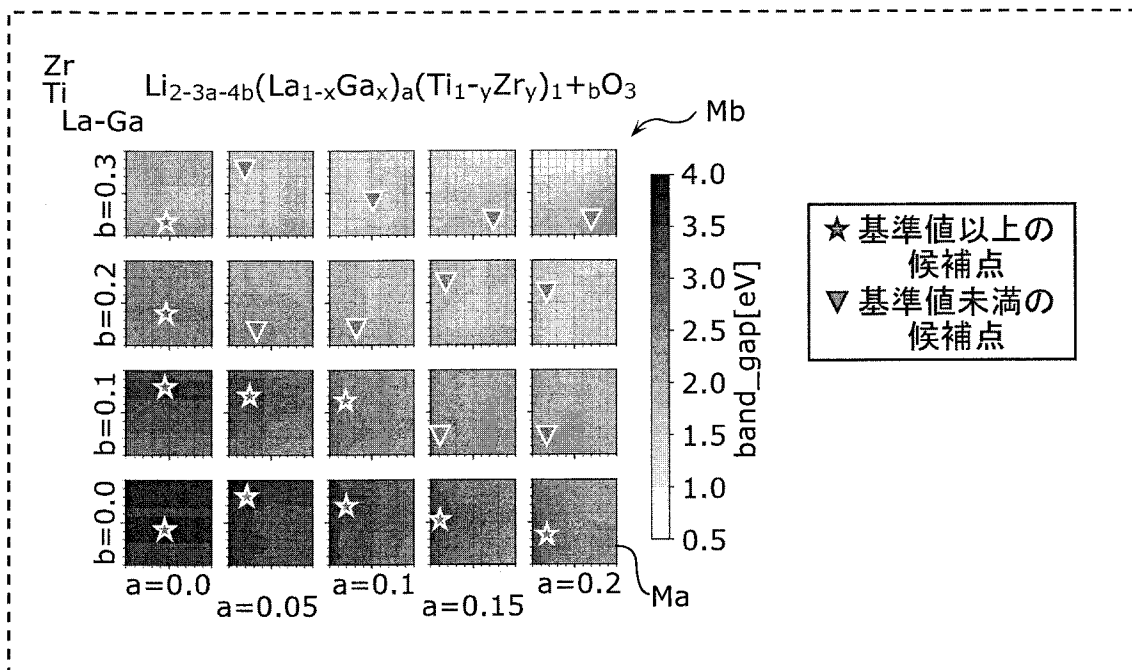 Zr
Ti
La-Ga
Li2-3a-4b(La1-xGax)a(Ti1-yZry)1+bO3
Mb
b=0.3
b=0.2
b=0.1
b=0.0
a=0.0
a=0.05
a=0.1
a=0.15
a=0.2
Ma
4.0
3.5
3.0
2.5
2.0
1.5
1.0
0.5
band_gap[eV]
☆ 基準値以上の
候補点
▽ 基準値未満の
候補点